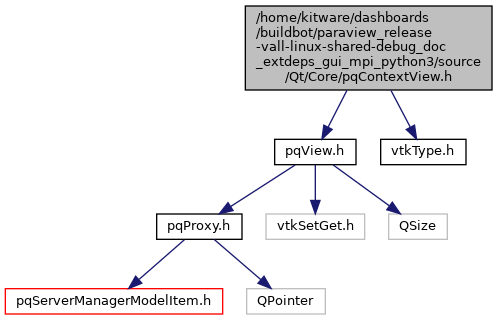 /home/kitware/dashboards
/buildbot/paraview_release
-vall-linux-shared-debug_doc
_extdeps_gui_mpi_python3/source
/Qt/Core/pqContextView.h
pqView.h
vtkType.h
pqProxy.h
vtkSetGet.h
QSize
pqServerManagerModelItem.h
QPointer